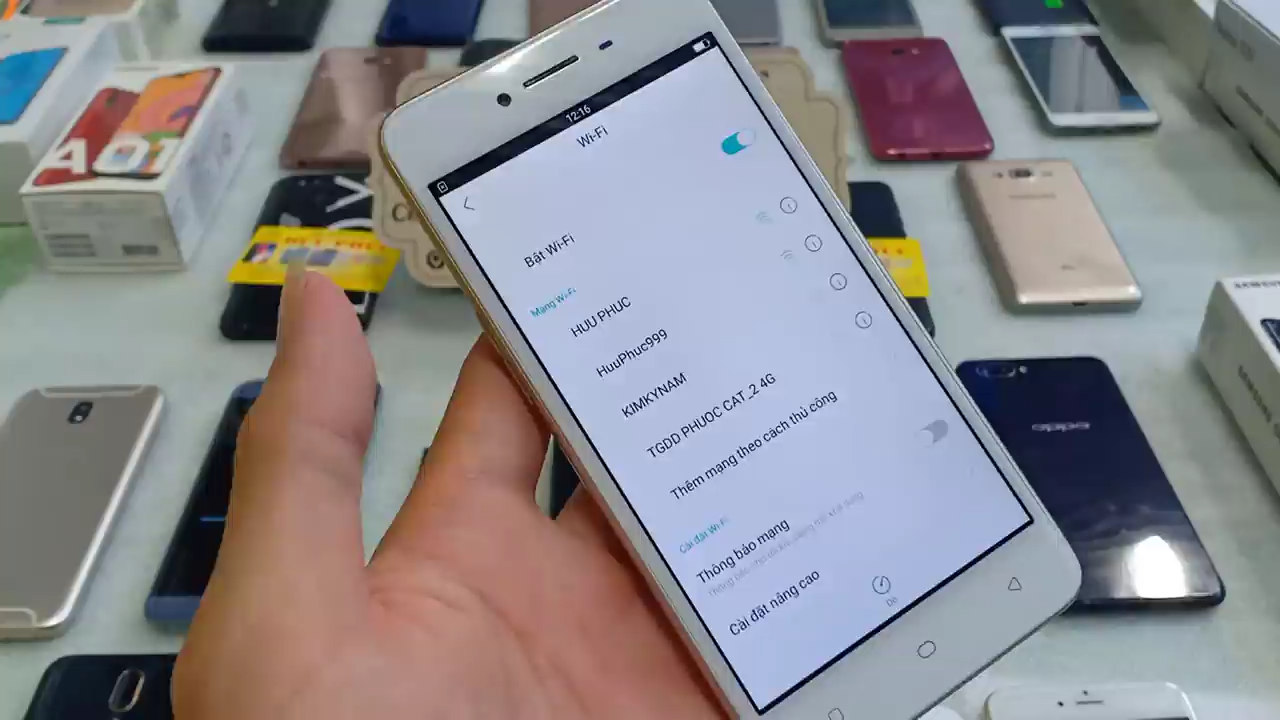 12:16
Wi-Fi
Bật Wi-Fi
Mạng Wi-Fi
HUU PHUC
HuuPhuc999
KIMKYNAM
TGDD PHUOC CAT_2 4G
Thêm mạng theo cách thủ công
Cài đặt Wi-Fi
Thông báo mạng
Cài đặt nâng cao
A01
oppo